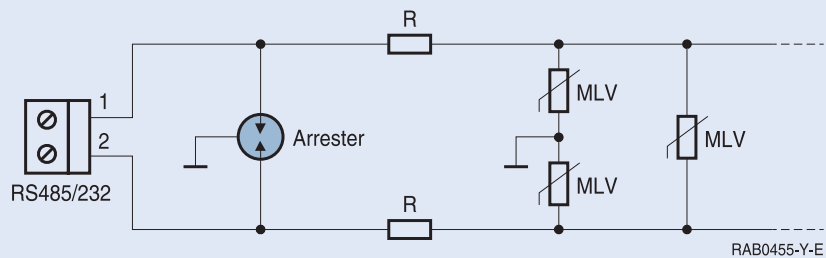 R
1
MLV
2
Arrester
MLV
MLV
RS485/232
R
RAB0455-Y-E